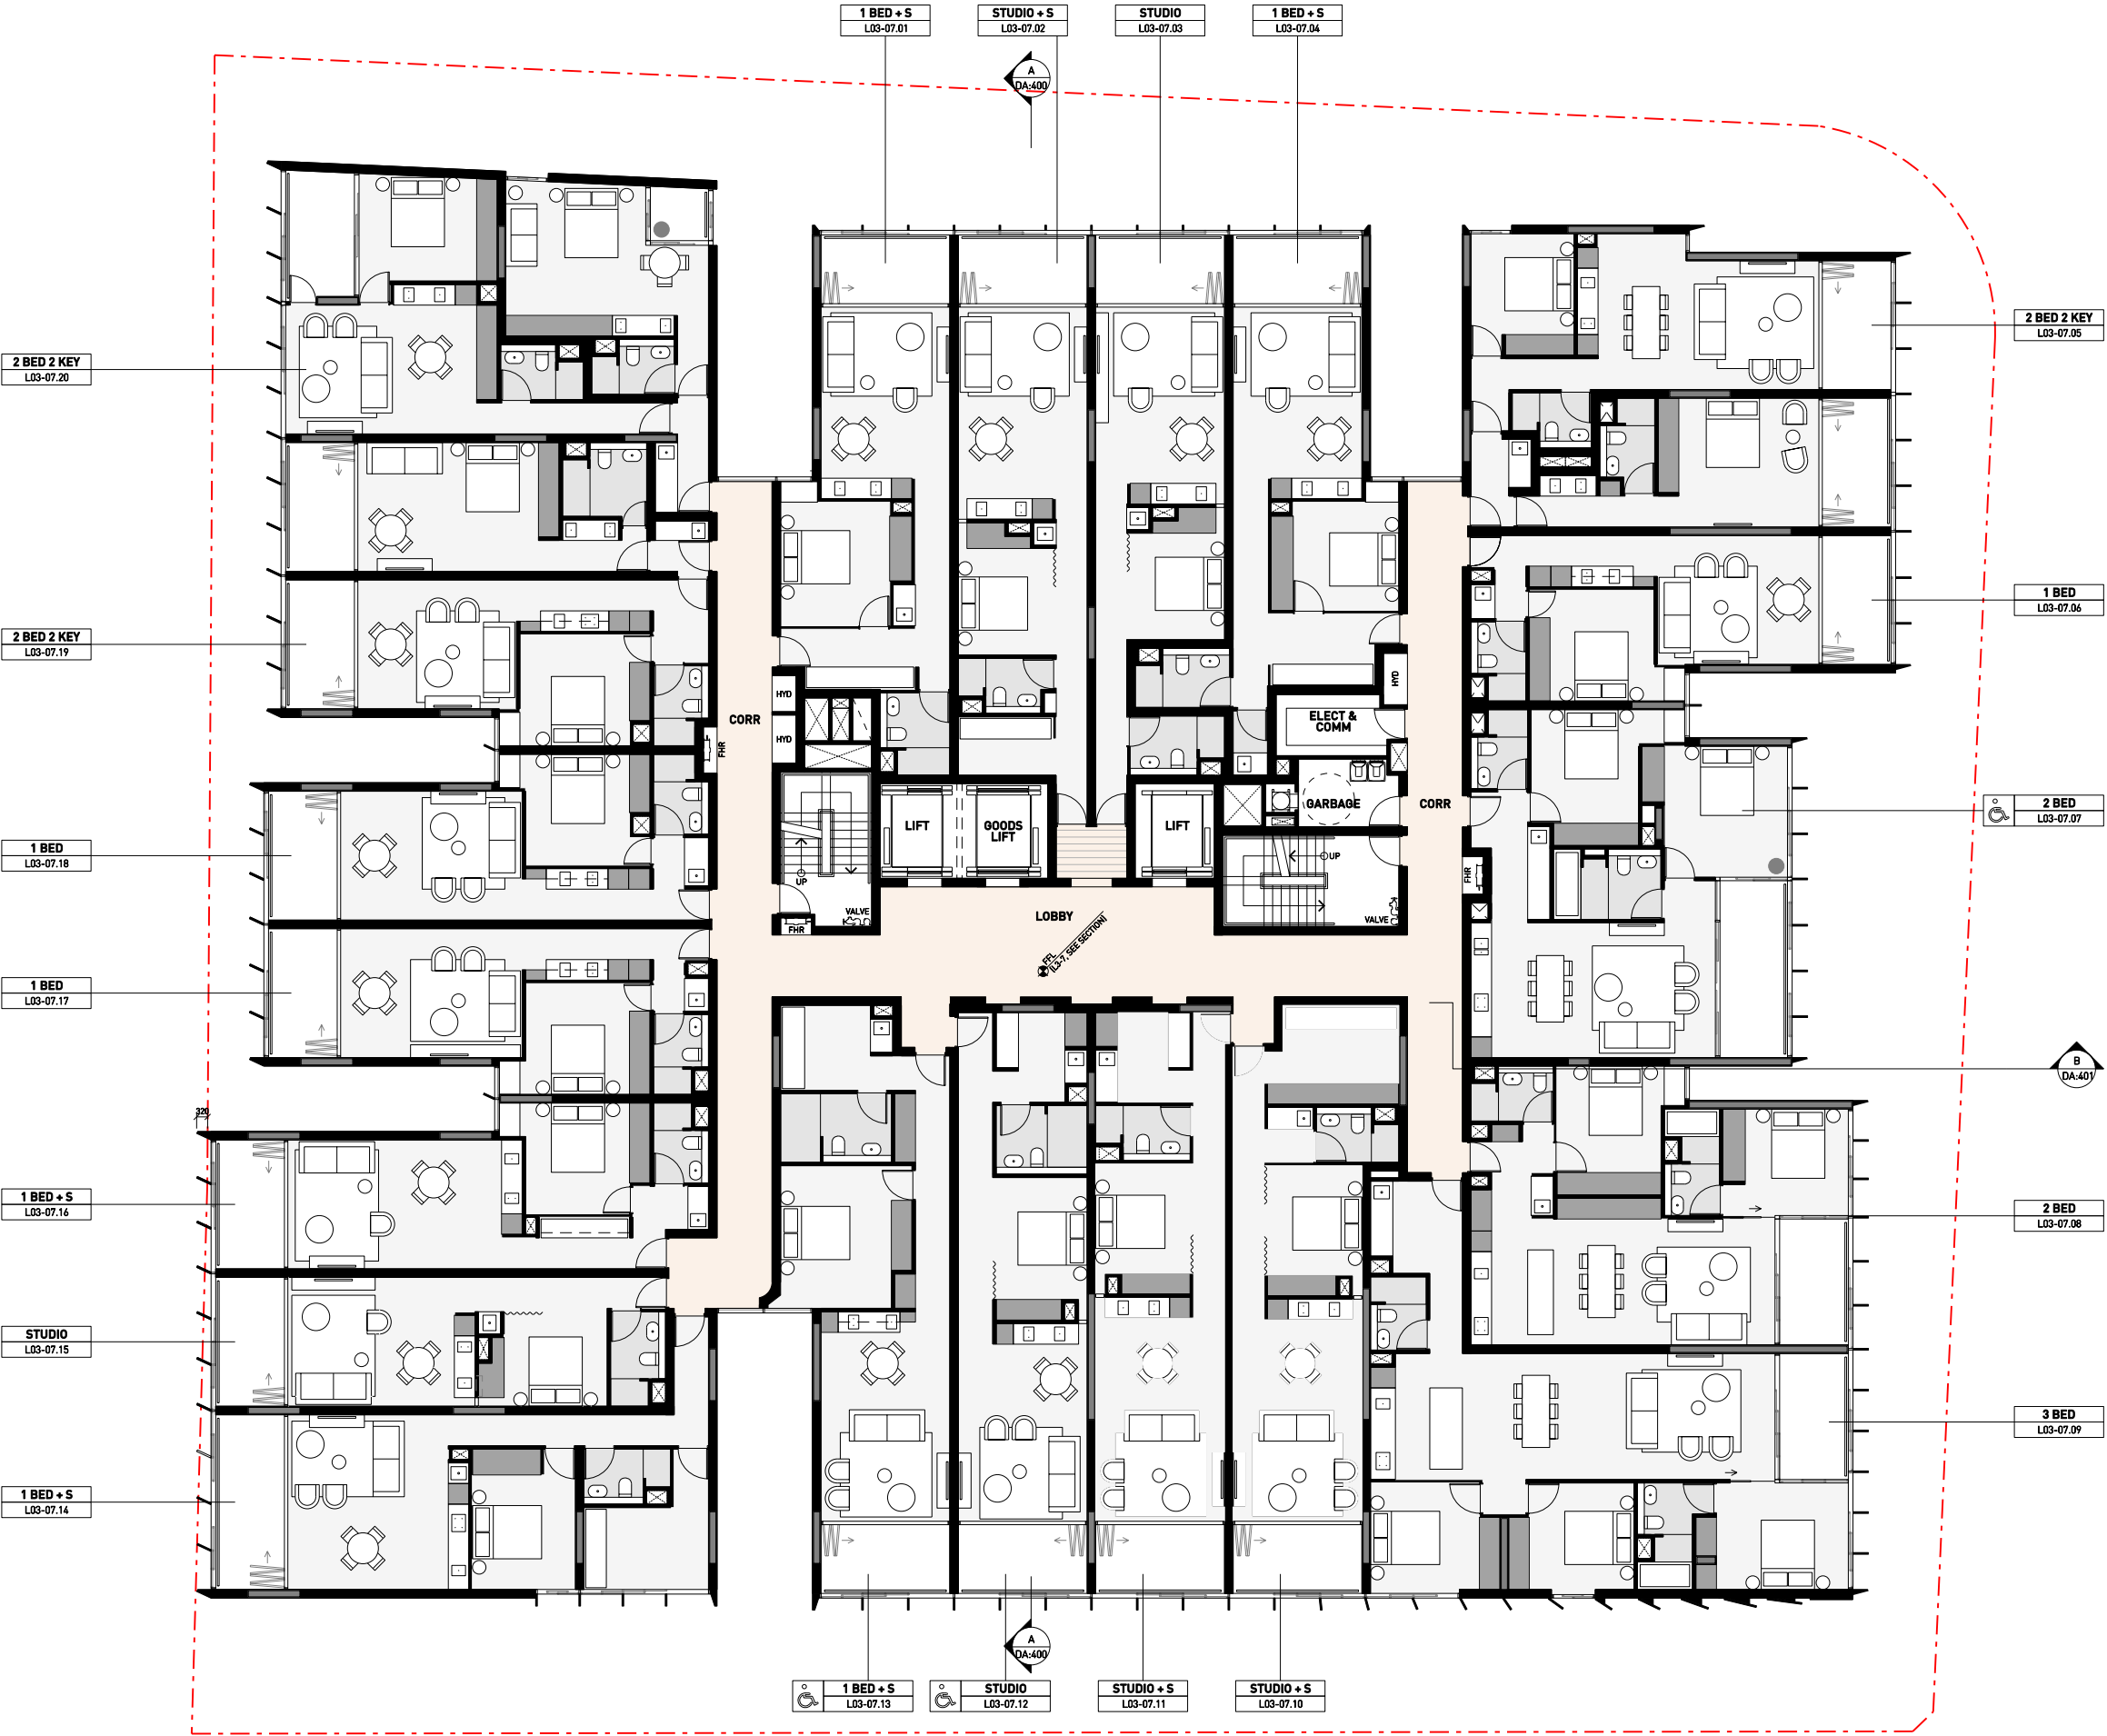 1 BED + S
L03-07.01
STUDIO + S
L03-07.02
STUDIO
L03-07.03
1 BED + S
L03-07.04
A
DA:400
2 BED 2 KEY
L03-07.20
2 BED 2 KEY
L03-07.05
2 BED 2 KEY
L03-07.19
1 BED
L03-07.06
HYD
HYD
CORR
FHR
HYD
ELECT &
COMM
1 BED
L03-07.18
LIFT
GOODS
LIFT
LIFT
GARBAGE
CORR
2 BED
L03-07.07
UP
UP
FHR
VALVE
FHR
VALVE
LOBBY
FFL
(L3-7, SEE SECTION)
1 BED
L03-07.17
B
DA:401
320
1 BED + S
L03-07.16
2 BED
L03-07.08
STUDIO
L03-07.15
3 BED
L03-07.09
1 BED + S
L03-07.14
A
DA:400
1 BED + S
L03-07.13
STUDIO
L03-07.12
STUDIO + S
L03-07.11
STUDIO + S
L03-07.10